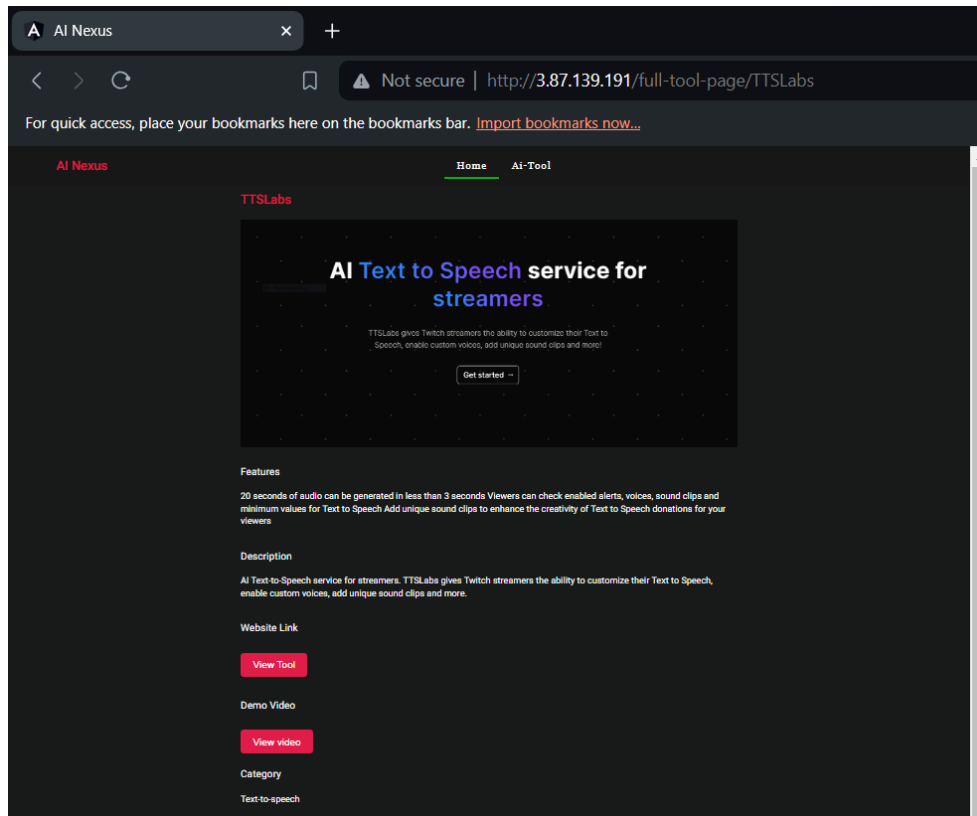 AI Nexus
Not secure | http://3.87.139.191/full-tool-page/TTSLabs
For quick access, place your bookmarks here on the bookmarks bar. Import bookmarks now...
AI Nexus Home Ai-Tool
TTSLabs
AI Text to Speech service for
streamers
TTSLabs gives Twitch streamers the ability to customize their Text to
Speech, enable custom voices, add unique sound clips and more!
Get started →
Features
20 seconds of audio can be generated in less than 3 seconds Viewers can check enabled alerts, voices, sound clips and
minimum values for Text to Speech Add unique sound clips to enhance the creativity of Text to Speech donations for your
viewers
Description
AI Text-to-Speech service for streamers. TTSLabs gives Twitch streamers the ability to customize their Text to Speech,
enable custom voices, add unique sound clips and more.
Website Link
View Tool
Demo Video
View video
Category
Text-to-speech